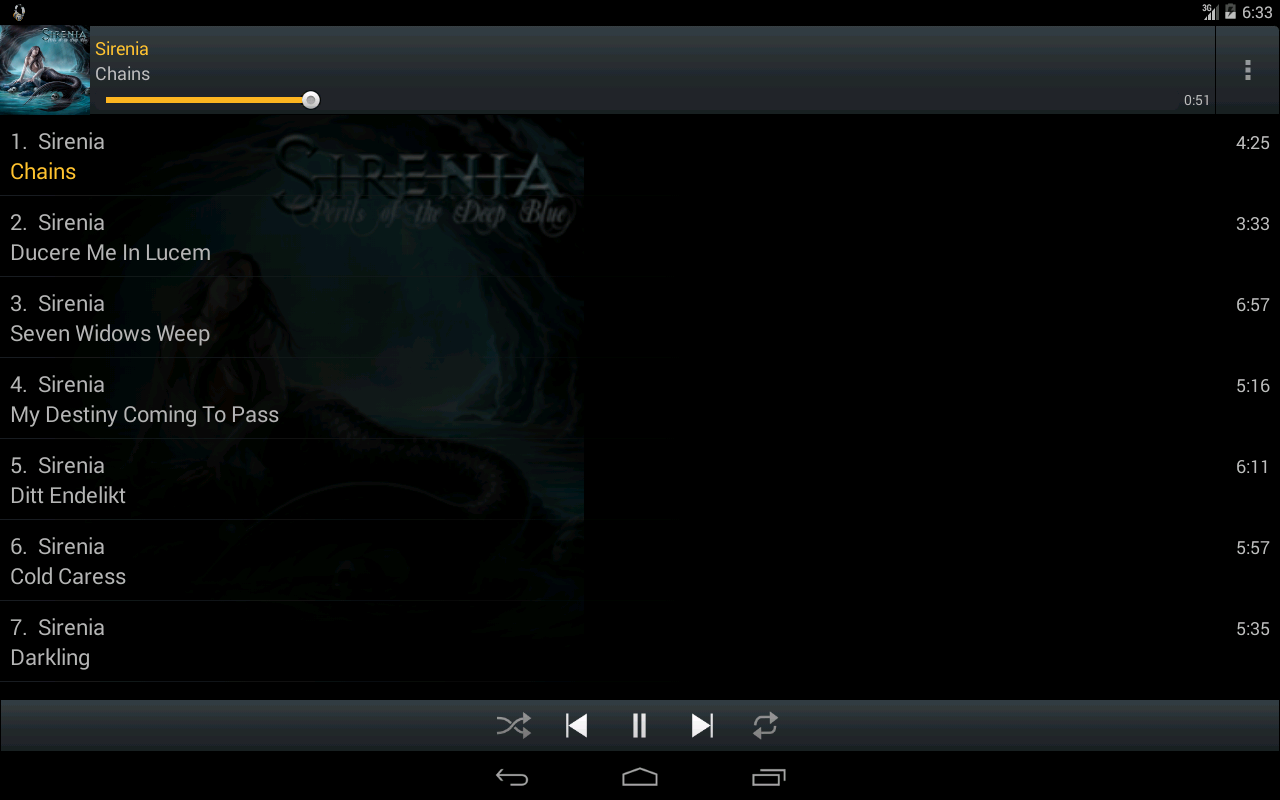 3G 6:33
SIRENIA
Sirenia
Chains
0:51
SIRENIA
Perils of the Deep Blue
1. Sirenia 4:25
Chains
2. Sirenia 3:33
Ducere Me In Lucem
3. Sirenia 6:57
Seven Widows Weep
4. Sirenia 5:16
My Destiny Coming To Pass
5. Sirenia 6:11
Ditt Endelikt
6. Sirenia 5:57
Cold Caress
7. Sirenia 5:35
Darkling